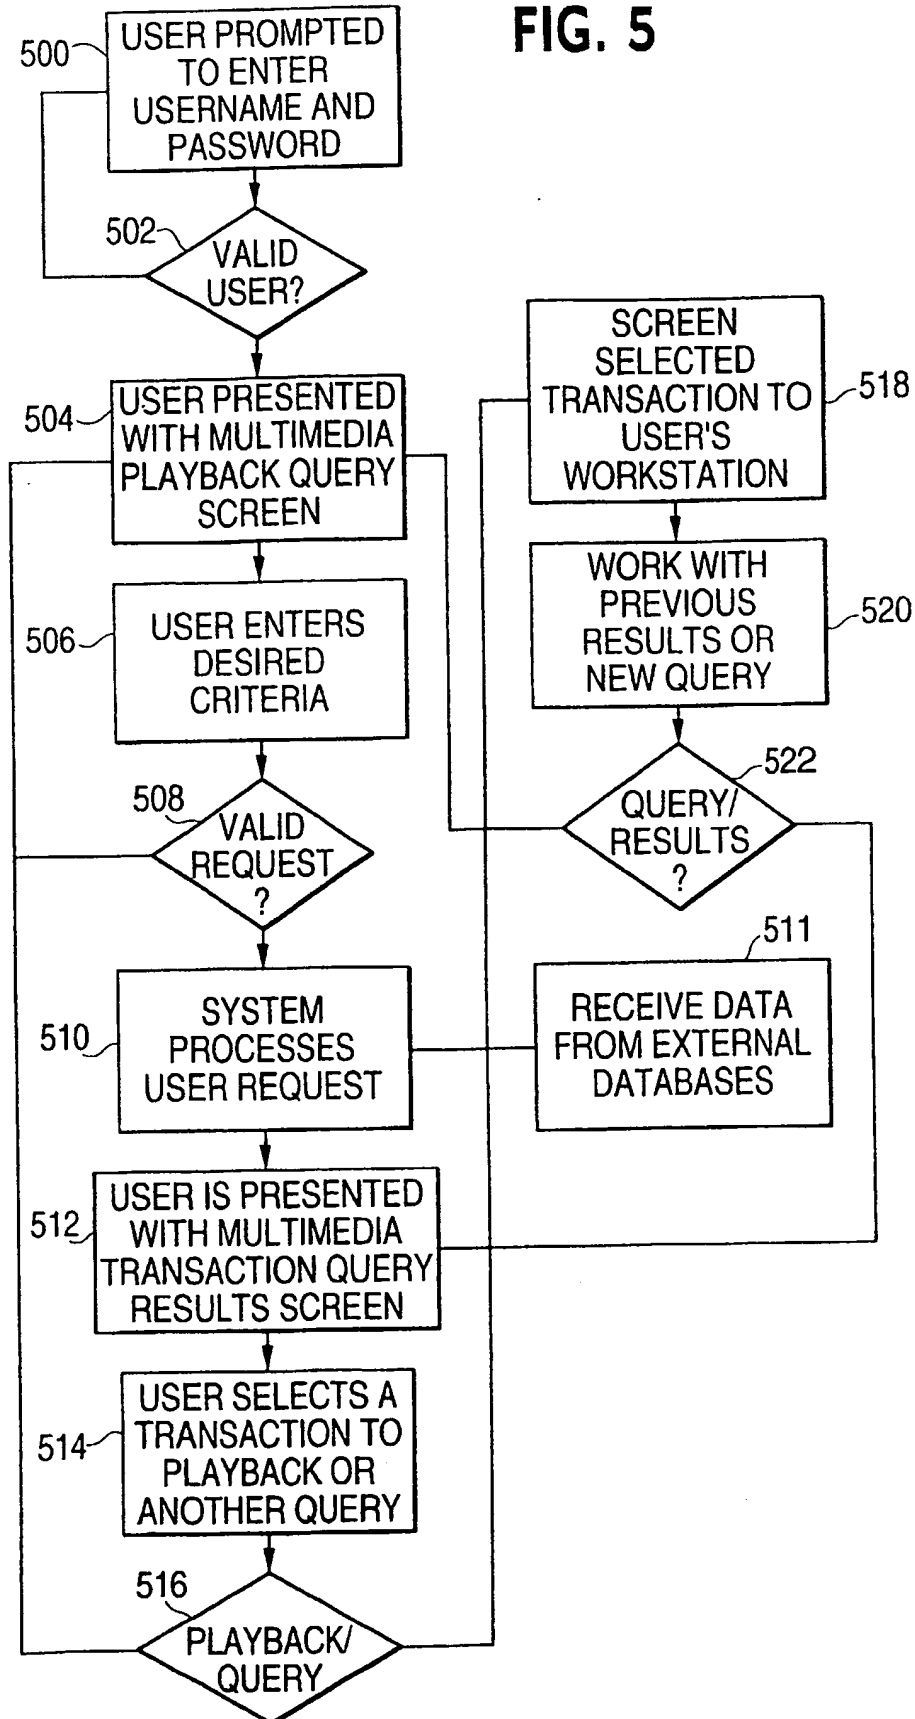 FIG. 5
500
USER PROMPTED
TO ENTER
USERNAME AND
PASSWORD
502
VALID
USER?
504
USER PRESENTED
WITH MULTIMEDIA
PLAYBACK QUERY
SCREEN
506
USER ENTERS
DESIRED
CRITERIA
508
VALID
REQUEST
?
510
SYSTEM
PROCESSES
USER REQUEST
511
RECEIVE DATA
FROM EXTERNAL
DATABASES
512
USER IS PRESENTED
WITH MULTIMEDIA
TRANSACTION QUERY
RESULTS SCREEN
514
USER SELECTS A
TRANSACTION TO
PLAYBACK OR
ANOTHER QUERY
516
PLAYBACK/
QUERY
518
SCREEN
SELECTED
TRANSACTION TO
USER'S
WORKSTATION
520
WORK WITH
PREVIOUS
RESULTS OR
NEW QUERY
522
QUERY/
RESULTS
?